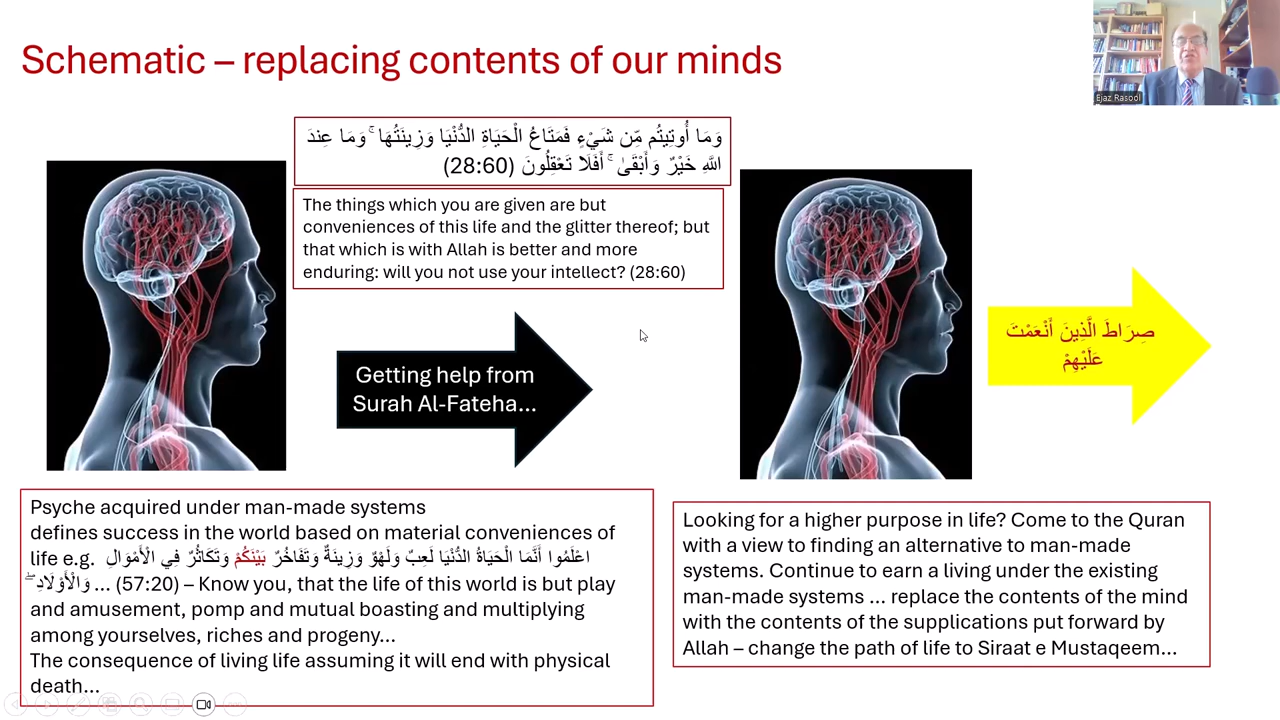 Schematic – replacing contents of our minds
Ejaz Rasool
وَمَا أُوتِيتُم مِّن شَيْءٍ فَمَتَاعُ الْحَيَاةِ الدُّنْيَا وَزِينَتُهَا ۚ وَمَا عِندَ
اللَّهِ خَيْرٌ وَأَبْقَىٰ ۚ أَفَلَا تَعْقِلُونَ (28:60)
The things which you are given are but
conveniences of this life and the glitter thereof; but
that which is with Allah is better and more
enduring: will you not use your intellect? (28:60)
Getting help from
Surah Al-Fateha...
صِرَاطَ الَّذِينَ أَنْعَمْتَ
عَلَيْهِمْ
Psyche acquired under man-made systems
defines success in the world based on material conveniences of
life e.g. اعْلَمُوا أَنَّمَا الْحَيَاةُ الدُّنْيَا لَعِبٌ وَلَهْوٌ وَزِينَةٌ وَتَفَاخُرٌ بَيْنَكُمْ وَتَكَاثُرٌ فِي الْأَمْوَالِ
وَالْأَوْلَادِ ۖ ... (57:20) – Know you, that the life of this world is but play
and amusement, pomp and mutual boasting and multiplying
among yourselves, riches and progeny...
The consequence of living life assuming it will end with physical
death...
Looking for a higher purpose in life? Come to the Quran
with a view to finding an alternative to man-made
systems. Continue to earn a living under the existing
man-made systems ... replace the contents of the mind
with the contents of the supplications put forward by
Allah – change the path of life to Siraat e Mustaqeem...